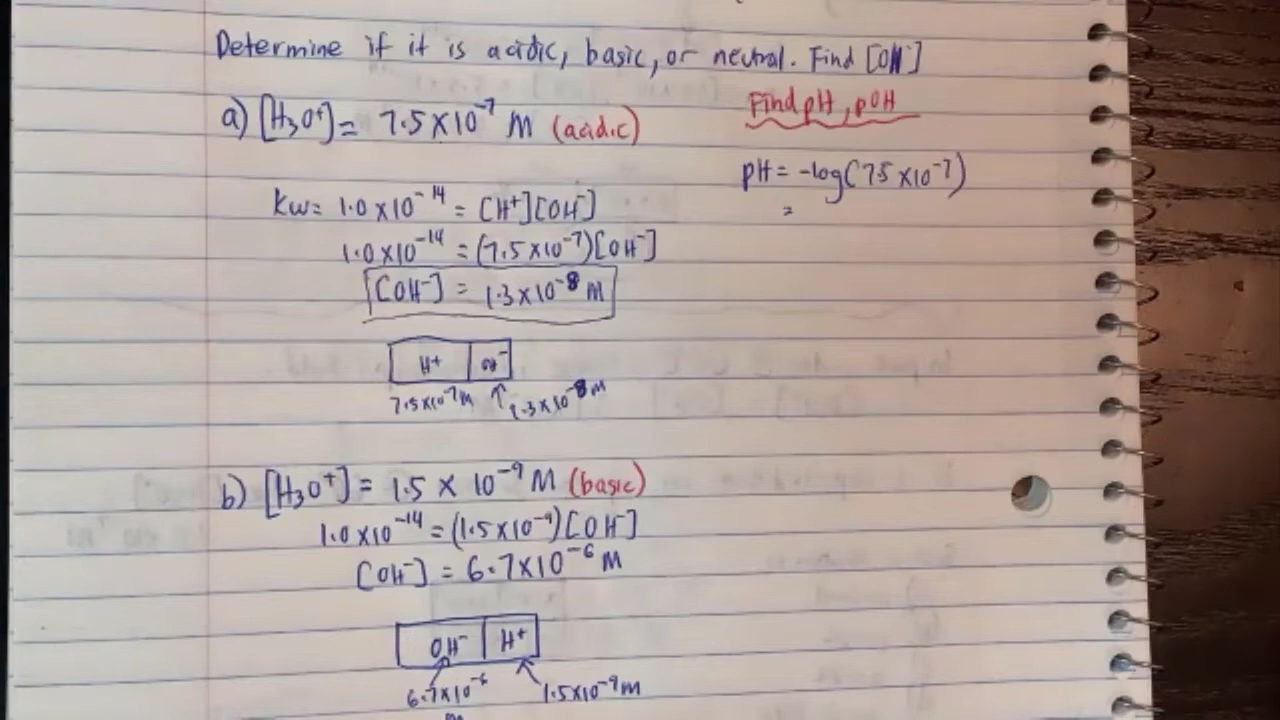 Determine if it is acidic, basic, or neutral. Find [OH⁻]
a) [H₃O⁺] = 7.5 × 10⁻⁷ M (acidic)
Find pH, pOH
pH = -log(7.5 × 10⁻⁷)
=
Kw = 1.0 × 10⁻¹⁴ = [H⁺][OH⁻]
1.0 × 10⁻¹⁴ = (7.5 × 10⁻⁷)[OH⁻]
[OH⁻] = 1.3 × 10⁻⁸ M
H⁺ OH⁻
7.5 × 10⁻⁷ M 1.3 × 10⁻⁸ M
b) [H₃O⁺] = 1.5 × 10⁻⁹ M (basic)
1.0 × 10⁻¹⁴ = (1.5 × 10⁻⁹)[OH⁻]
[OH⁻] = 6.7 × 10⁻⁶ M
OH⁻ H⁺
6.7 × 10⁻⁶ 1.5 × 10⁻⁹ M
M